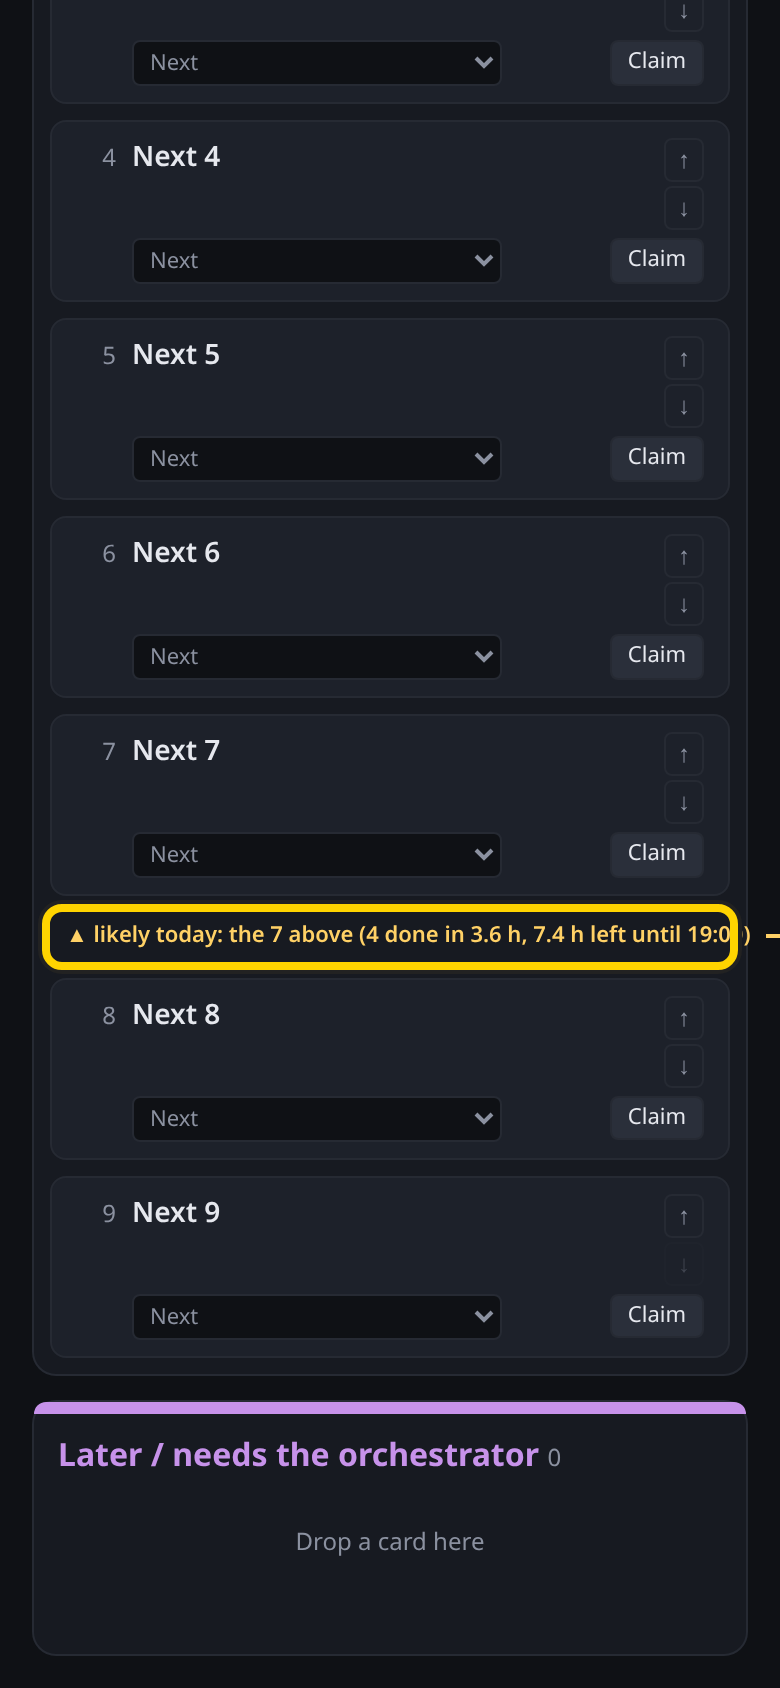 ↓
Next
Claim
4 Next 4
↑
↓
Next
Claim
5 Next 5
↑
↓
Next
Claim
6 Next 6
↑
↓
Next
Claim
7 Next 7
↑
↓
Next
Claim
▲ likely today: the 7 above (4 done in 3.6 h, 7.4 h left until 19:0 )
8 Next 8
↑
↓
Next
Claim
9 Next 9
↑
↓
Next
Claim
Later / needs the orchestrator 0
Drop a card here